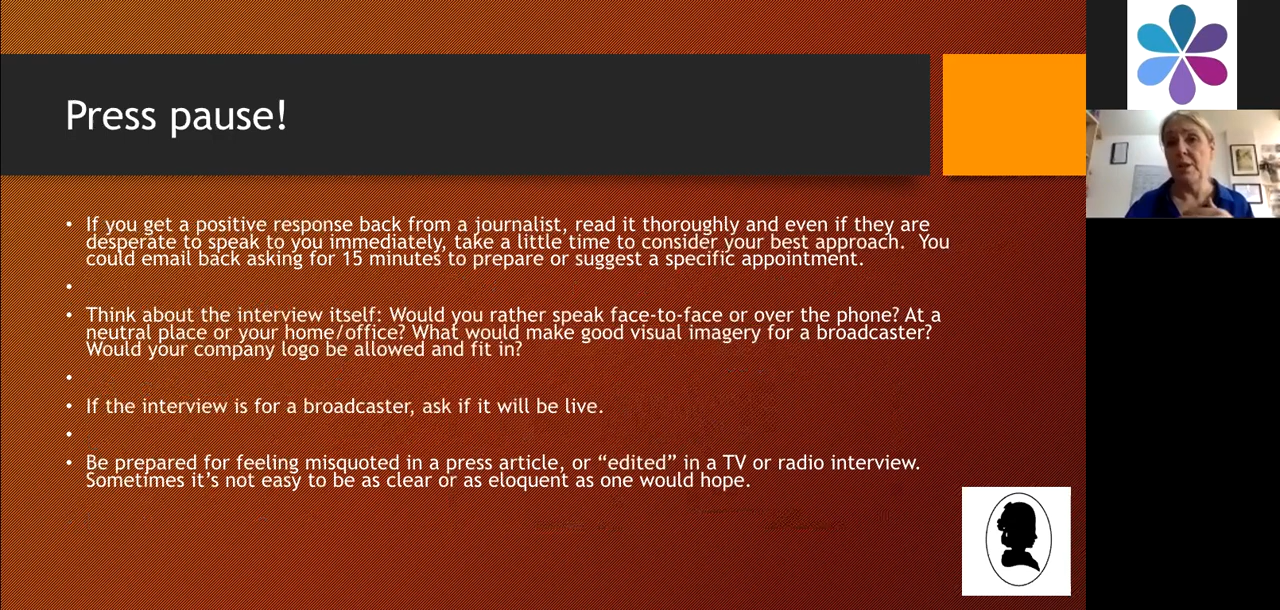 Press pause!
• If you get a positive response back from a journalist, read it thoroughly and even if they are
desperate to speak to you immediately, take a little time to consider your best approach.  You
could email back asking for 15 minutes to prepare or suggest a specific appointment.
•
• Think about the interview itself: Would you rather speak face-to-face or over the phone? At a
neutral place or your home/office? What would make good visual imagery for a broadcaster?
Would your company logo be allowed and fit in?
•
• If the interview is for a broadcaster, ask if it will be live.
•
• Be prepared for feeling misquoted in a press article, or “edited” in a TV or radio interview.
Sometimes it’s not easy to be as clear or as eloquent as one would hope.